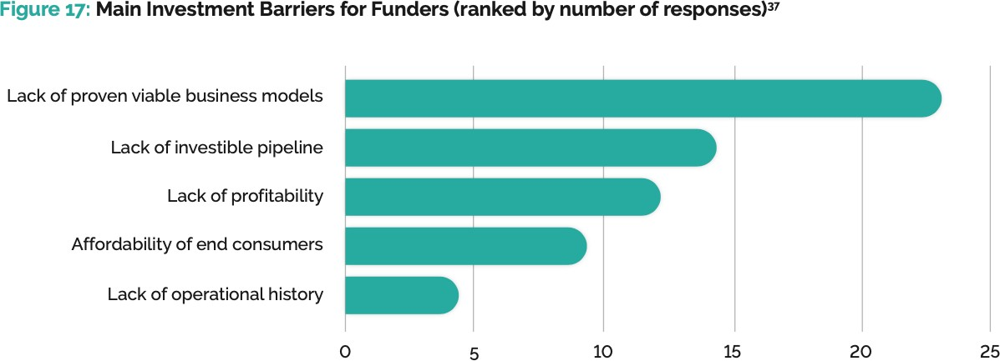 Figure 17: Main Investment Barriers for Funders (ranked by number of responses)³⁷
Lack of proven viable business models
Lack of investible pipeline
Lack of profitability
Affordability of end consumers
Lack of operational history
0 5 10 15 20 25